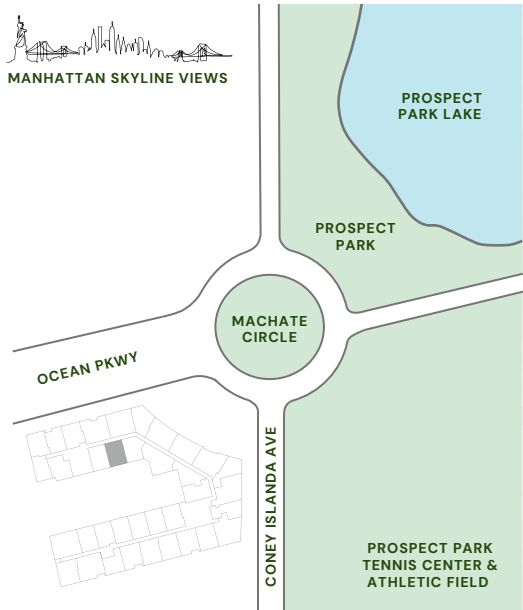 MANHATTAN SKYLINE VIEWS
PROSPECT
PARK LAKE
PROSPECT
PARK
MACHATE
CIRCLE
OCEAN PKWY
CONEY ISLANDA AVE
PROSPECT PARK
TENNIS CENTER &
ATHLETIC FIELD